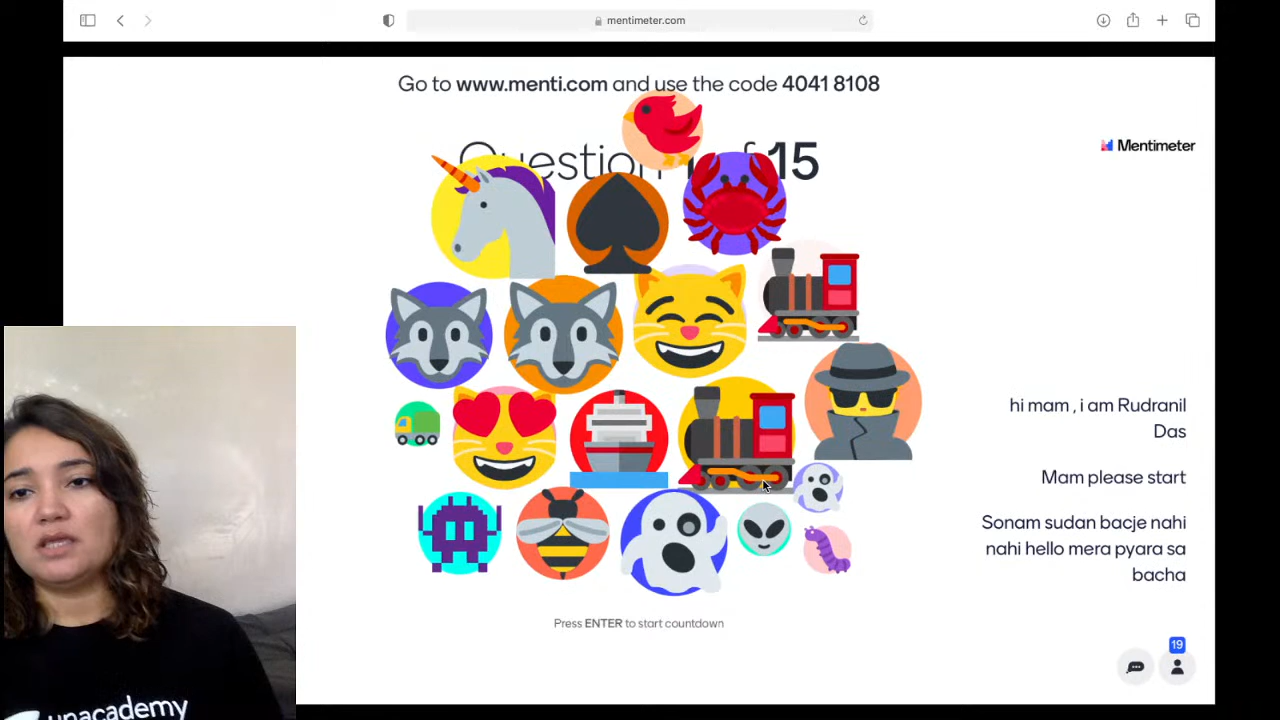 mentimeter.com
Go to www.menti.com and use the code 4041 8108
Question of 15
Mentimeter
hi mam , i am Rudranil
Das
Mam please start
Sonam sudan bacje nahi
nahi hello mera pyara sa
bacha
Press ENTER to start countdown
19
unacademy